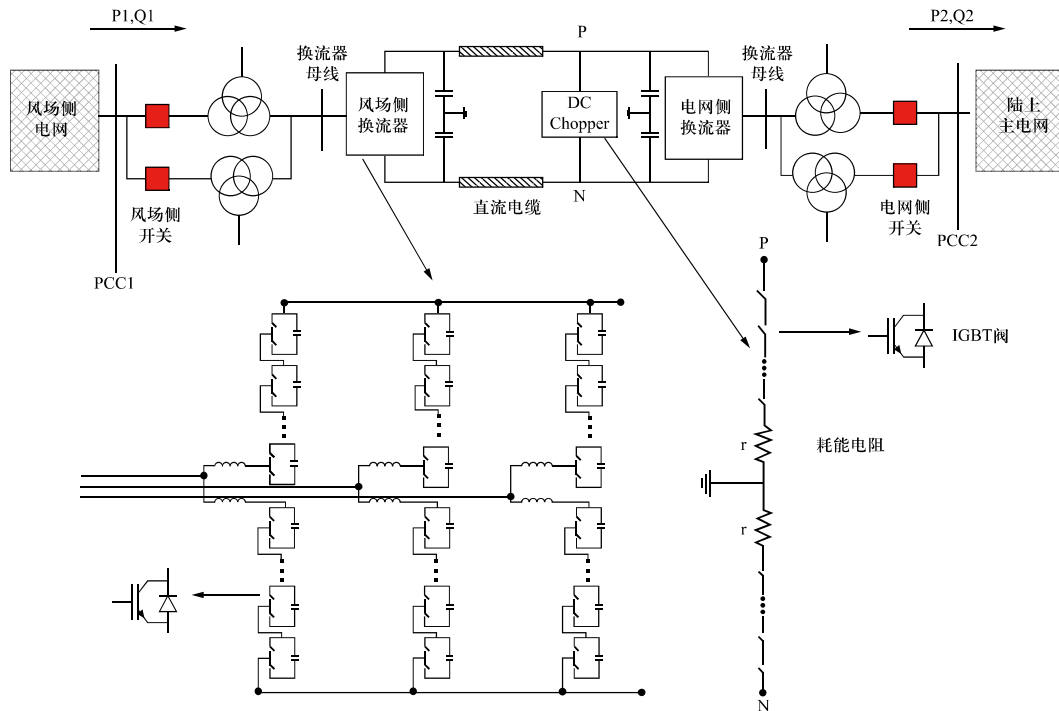 P1,Q1
P2,Q2
P
换流器
母线
换流器
母线
风场侧
电网
风场侧
换流器
DC
Chopper
电网侧
换流器
陆上
主电网
风场侧
开关
直流电缆
N
电网侧
开关
PCC1
PCC2
P
IGBT阀
r
耗能电阻
r
N